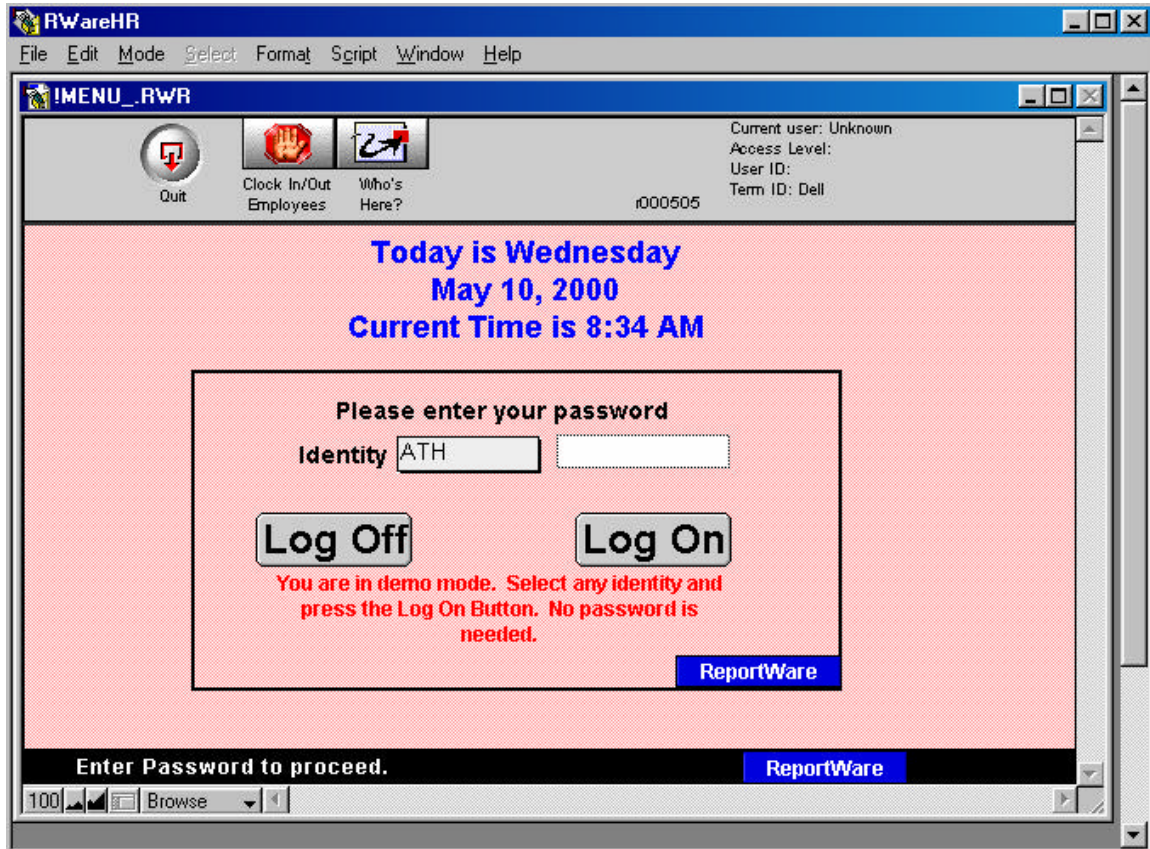 RWareHR
File Edit Mode Select Format Script Window Help
!MENU_.RWR
Quit
Clock In/Out
Employees
Who's
Here?
r000505
Current user: Unknown
Access Level:
User ID:
Term ID: Dell
Today is Wednesday
May 10, 2000
Current Time is 8:34 AM
Please enter your password
Identity ATH
Log Off Log On
You are in demo mode. Select any identity and
press the Log On Button. No password is
needed.
ReportWare
Enter Password to proceed. ReportWare
100 Browse